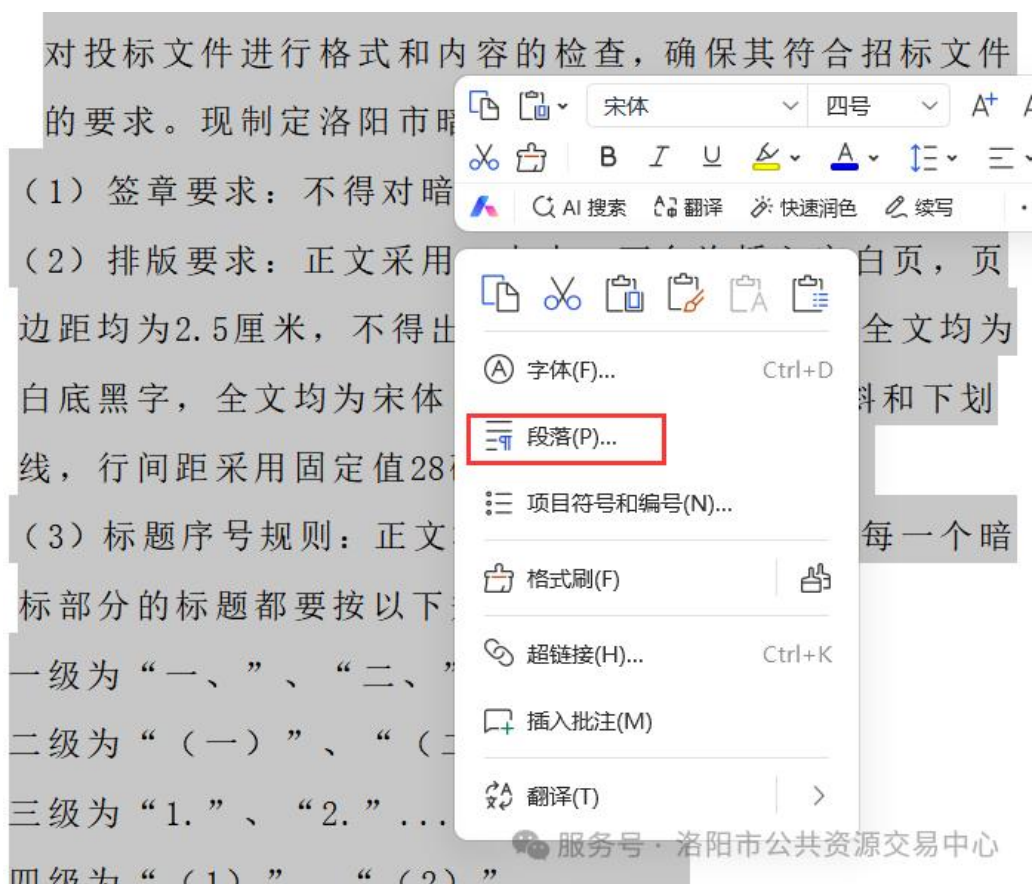 对投标文件进行格式和内容的检查，确保其符合招标文件
的要求。现制定洛阳市暗
（1）签章要求：不得对暗
（2）排版要求：正文采用
白页，页
边距均为2.5厘米，不得出
全文均为
白底黑字，全文均为宋体
斜和下划
线，行间距采用固定值28
（3）标题序号规则：正文
每一个暗
标部分的标题都要按以下
一级为“一、”、“二、”
二级为“（一）”、“（二
三级为“1.”、“2.”...
四级为“（1）”、“（2）”
宋体 四号 A+
B I U A
AI 搜索 翻译 快速润色 续写
字体(F)... Ctrl+D
段落(P)...
项目符号和编号(N)...
格式刷(F)
超链接(H)... Ctrl+K
插入批注(M)
翻译(T)
服务号 · 洛阳市公共资源交易中心